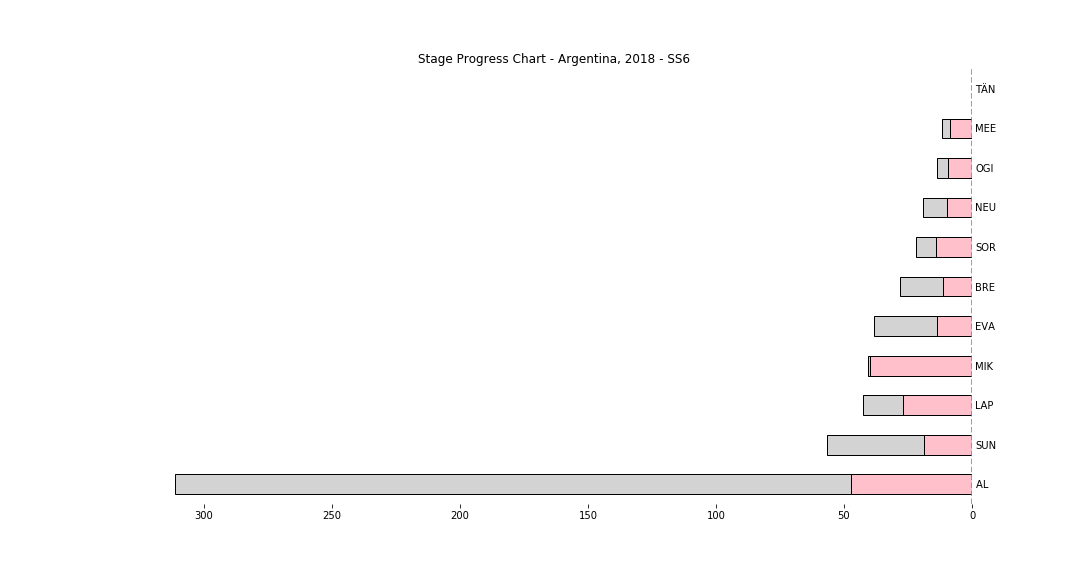 Stage Progress Chart - Argentina, 2018 - SS6
TÄN
MEE
OGI
NEU
SOR
BRE
EVA
MIK
LAP
SUN
AL
300 250 200 150 100 50 0